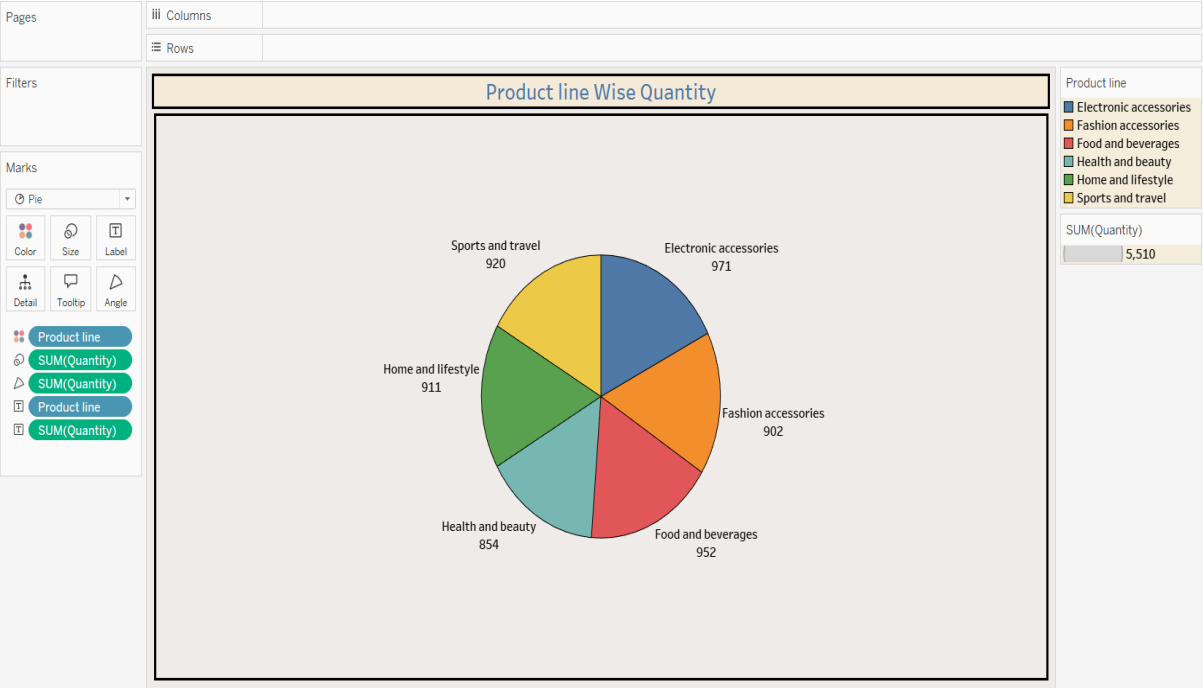 Pages
Columns
Rows
Filters
Marks
Pie
Color
Size
Label
Detail
Tooltip
Angle
Product line
SUM(Quantity)
SUM(Quantity)
Product line
SUM(Quantity)
Product line Wise Quantity
Sports and travel
920
Electronic accessories
971
Home and lifestyle
911
Fashion accessories
902
Health and beauty
854
Food and beverages
952
Product line
Electronic accessories
Fashion accessories
Food and beverages
Health and beauty
Home and lifestyle
Sports and travel
SUM(Quantity)
5,510